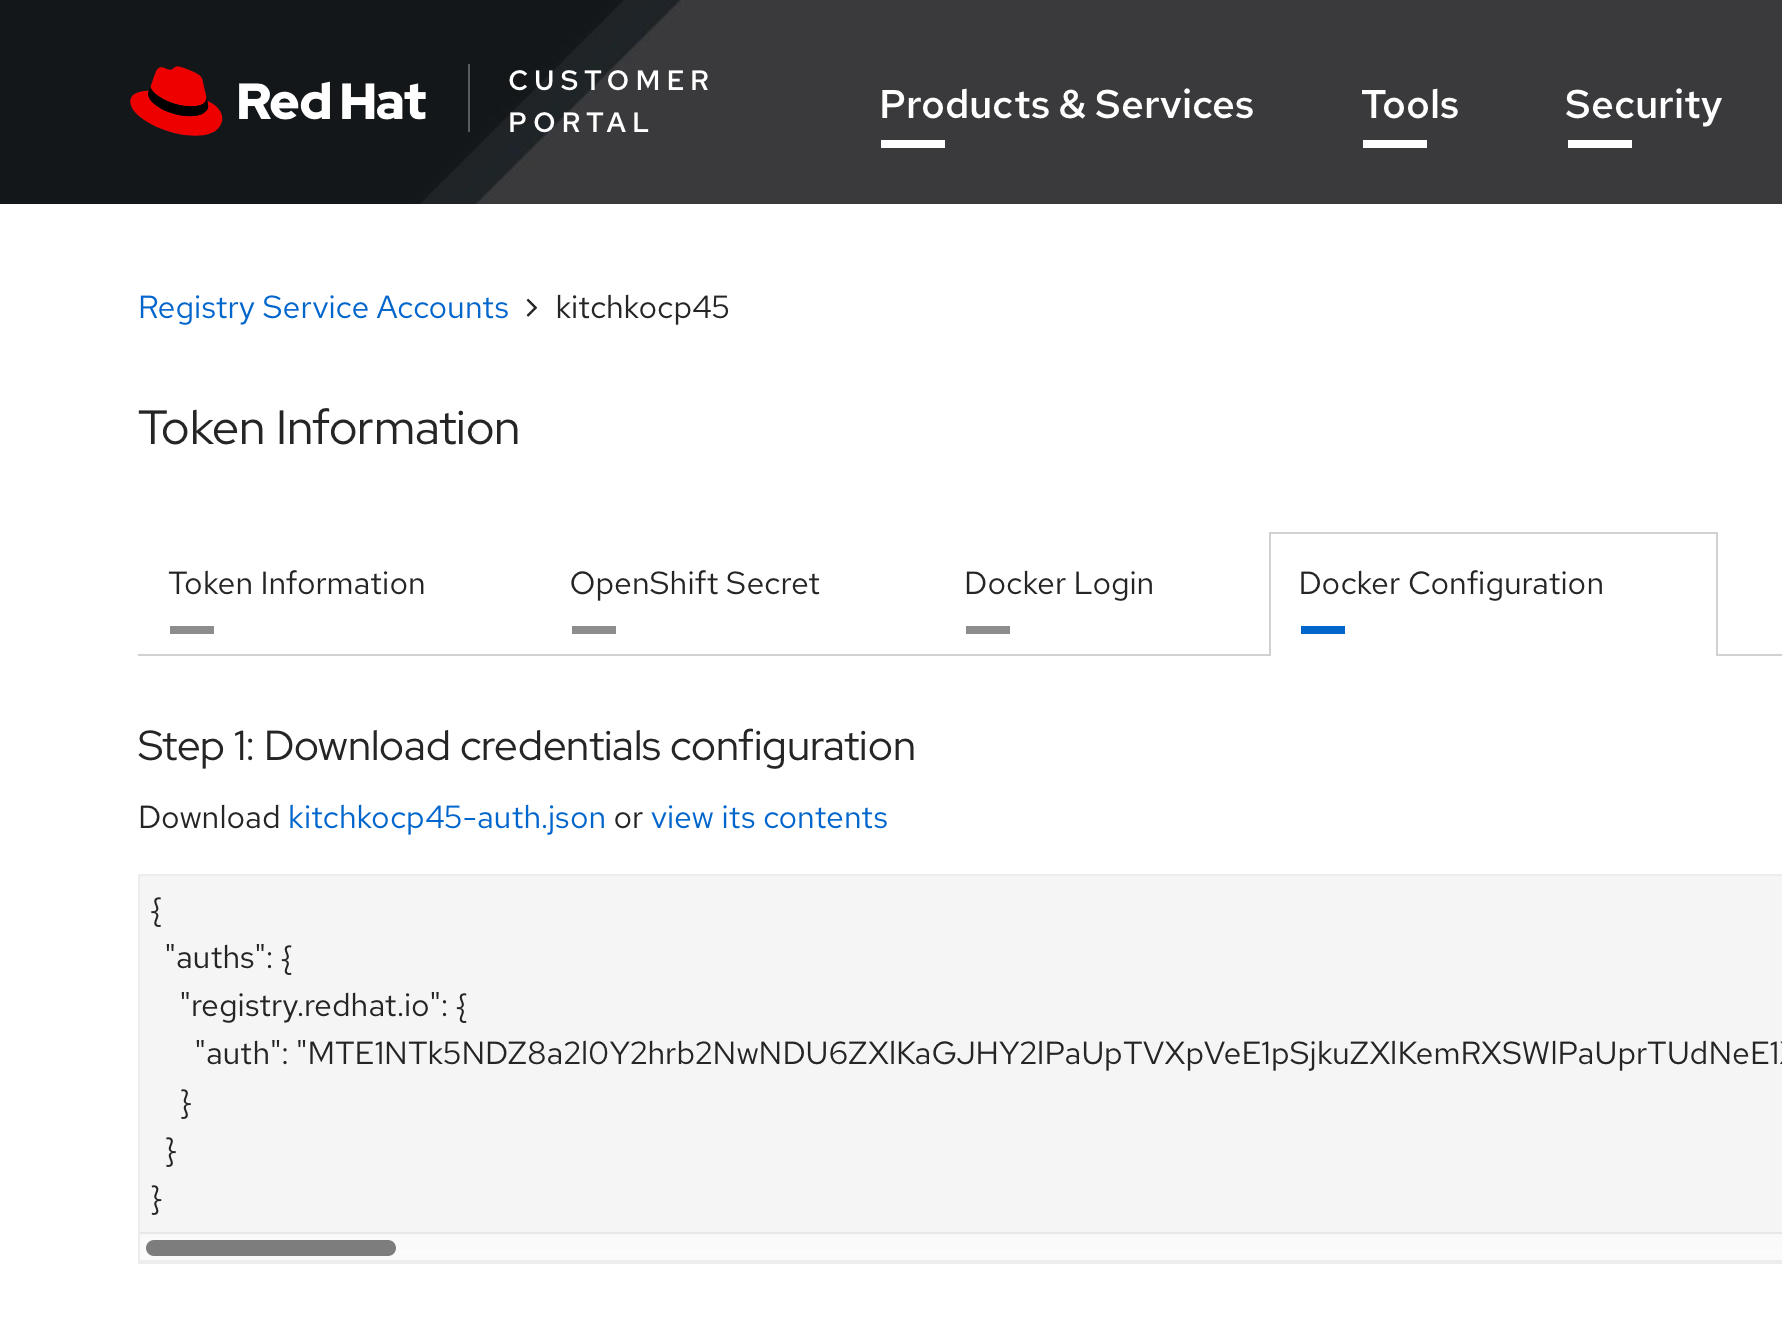 Red Hat
CUSTOMER
PORTAL
Products & Services
Tools
Security
Registry Service Accounts > kitchkocp45
Token Information
Token Information
OpenShift Secret
Docker Login
Docker Configuration
Step 1: Download credentials configuration
Download kitchkocp45-auth.json or view its contents
{
"auths": {
"registry.redhat.io": {
"auth": "MTE1NTk5NDZ8a2l0Y2hrb2NwNDU6ZXlKaGJHY2lPaUpTVXpVeE1pSjkuZXlKemRXSWlPaUprTUdNeE1
}
}
}